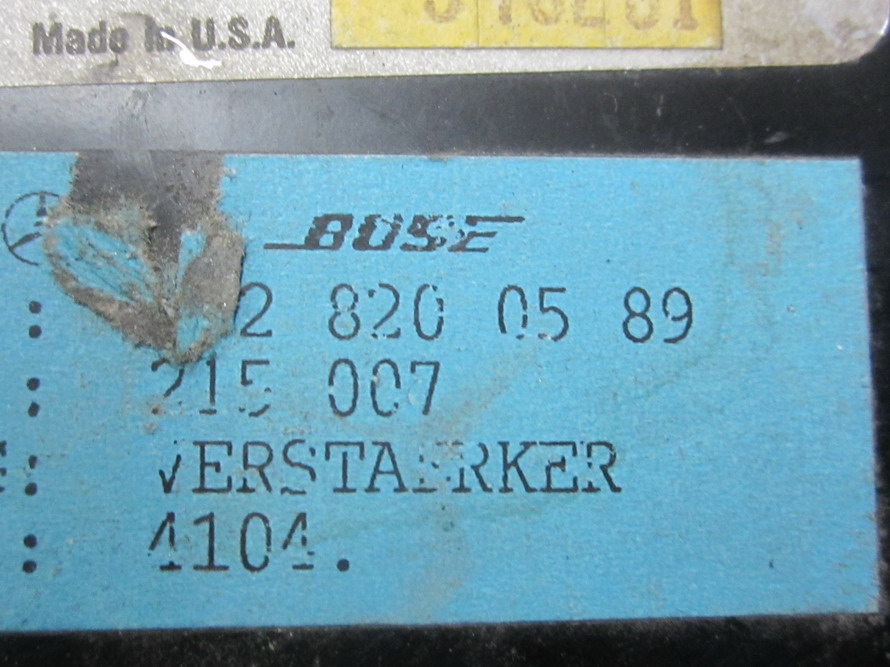 Made In U.S.A.
BOSE
: 2 820 05 89
: 215 007
: VERSTAERKER
: 4104.